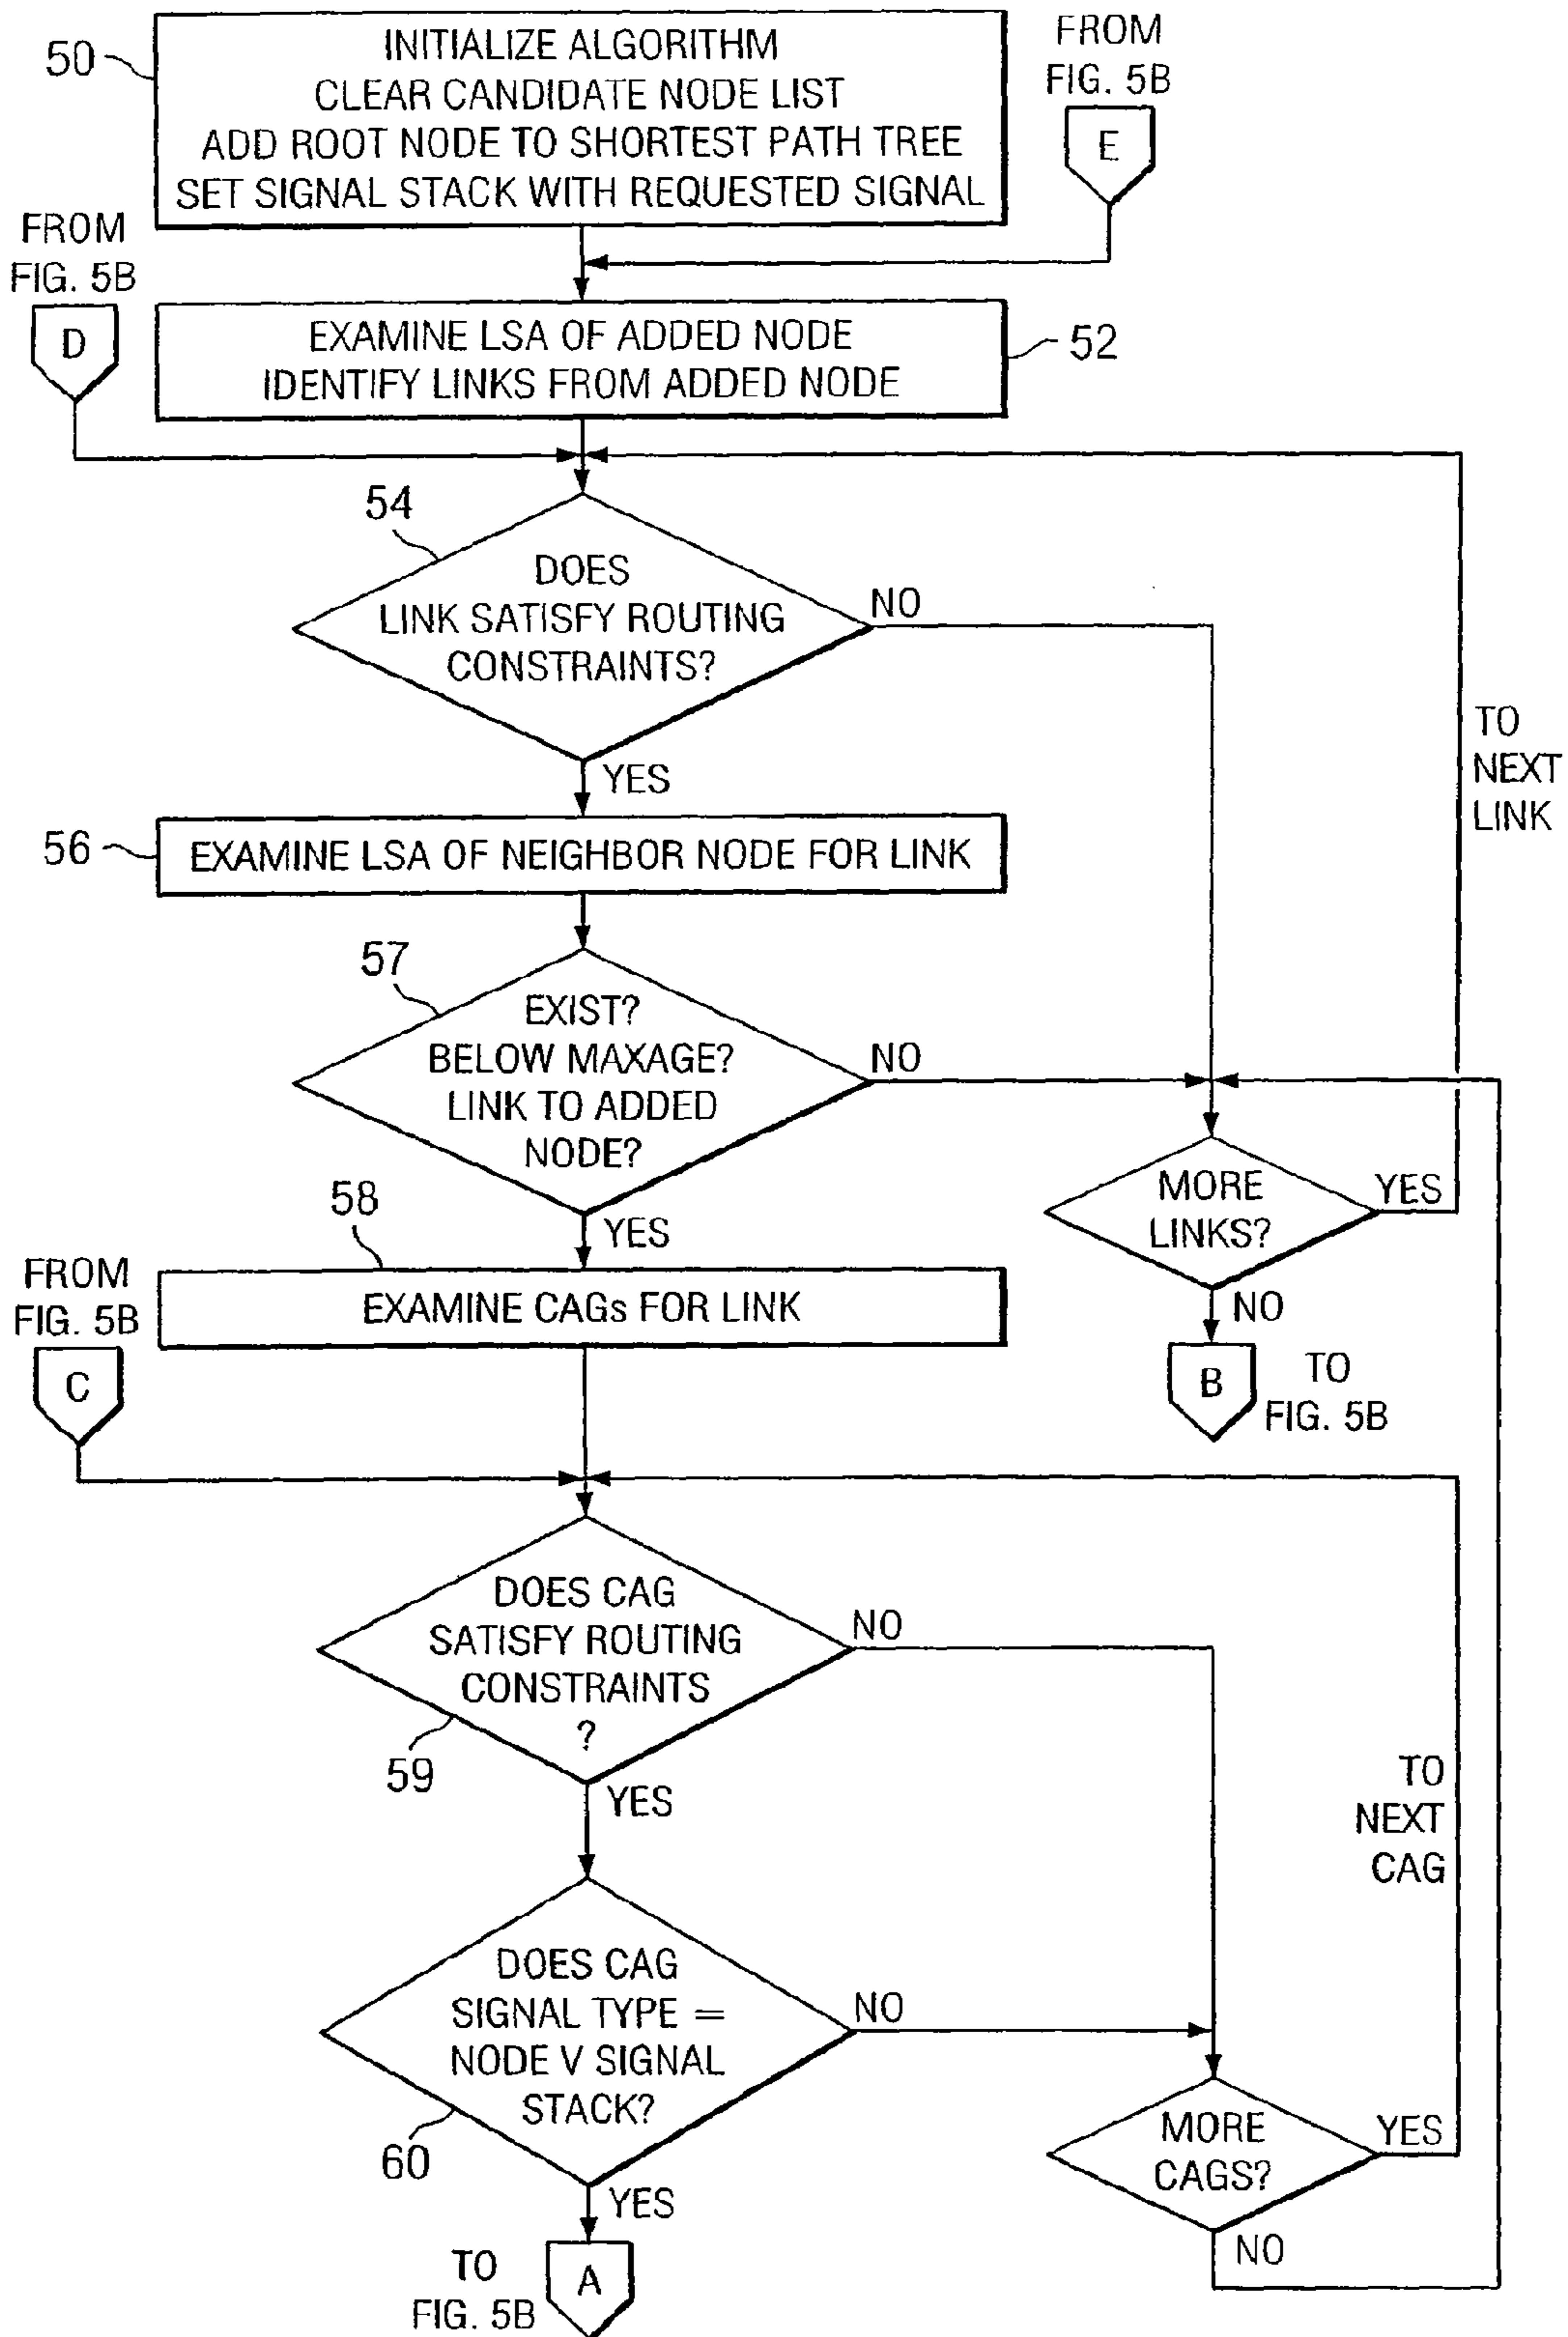 50
INITIALIZE ALGORITHM
CLEAR CANDIDATE NODE LIST
ADD ROOT NODE TO SHORTEST PATH TREE
SET SIGNAL STACK WITH REQUESTED SIGNAL
FROM
FIG. 5B
E
FROM
FIG. 5B
D
EXAMINE LSA OF ADDED NODE
IDENTIFY LINKS FROM ADDED NODE
52
54
DOES
LINK SATISFY ROUTING
CONSTRAINTS?
NO
YES
TO
NEXT
LINK
56
EXAMINE LSA OF NEIGHBOR NODE FOR LINK
57
EXIST?
BELOW MAXAGE?
LINK TO ADDED
NODE?
NO
YES
MORE
LINKS?
YES
NO
B
TO
FIG. 5B
58
EXAMINE CAGs FOR LINK
FROM
FIG. 5B
C
DOES CAG
SATISFY ROUTING
CONSTRAINTS
?
59
NO
YES
TO
NEXT
CAG
DOES CAG
SIGNAL TYPE =
NODE V SIGNAL
STACK?
60
NO
YES
MORE
CAGS?
YES
NO
TO
FIG. 5B
A